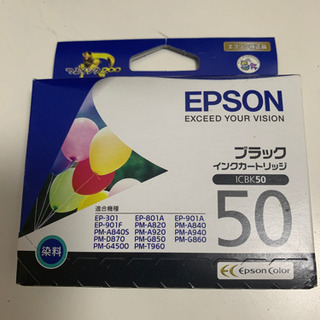 EPSON
EXCEED YOUR VISION
ブラック
インクカートリッジ
ICBK50
50
適合機種
EP-301 EP-801A EP-901A
EP-901F PM-A820 PM-A840
PM-A840S PM-A920 PM-A940
PM-D870 PM-G850 PM-G860
PM-G4500 PM-T960
染料
Epson Color